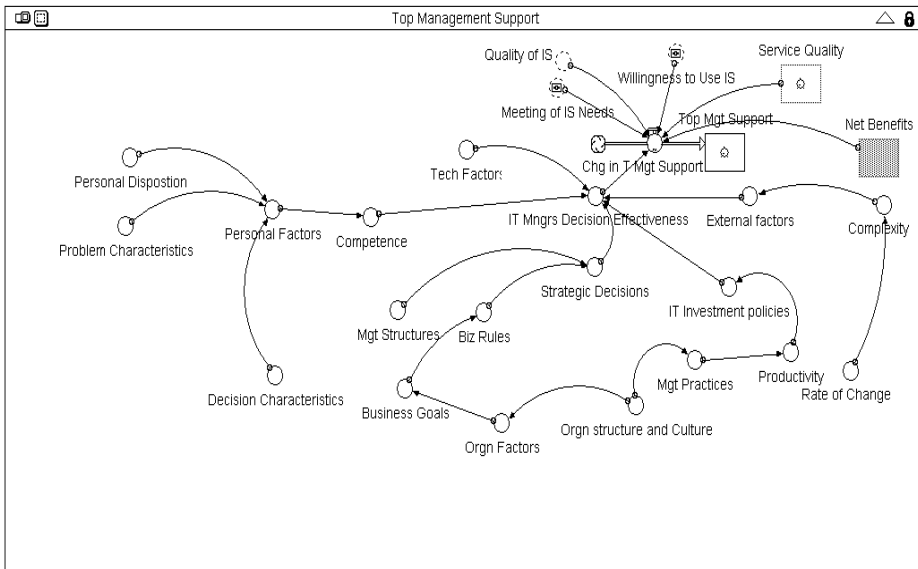 Top Management Support
Quality of IS
Service Quality
Willingness to Use IS
Meeting of IS Needs
Top Mgt Support
Net Benefits
Chg in T Mgt Support
Tech Factors
Personal Dispostion
IT Mngrs Decision Effectiveness
External factors
Complexity
Personal Factors
Competence
Problem Characteristics
Strategic Decisions
IT Investment policies
Mgt Structures
Biz Rules
Mgt Practices
Productivity
Rate of Change
Decision Characteristics
Business Goals
Orgn structure and Culture
Orgn Factors